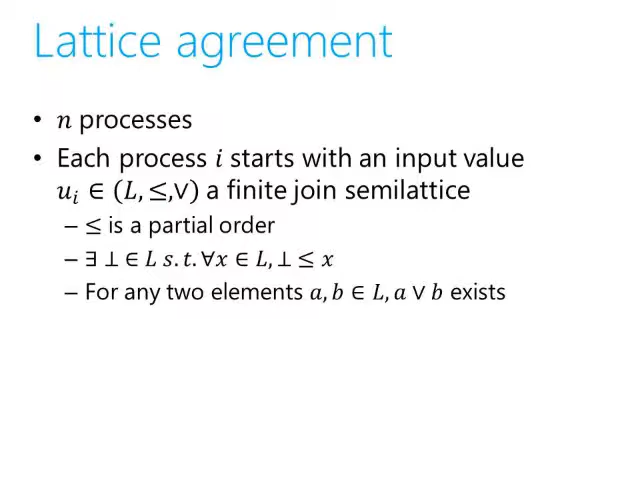 Lattice agreement
• 𝑛 processes
• Each process 𝑖 starts with an input value
𝑢ᵢ ∈ (𝐿, ≤,∨) a finite join semilattice
– ≤ is a partial order
– ∃ ⊥ ∈ 𝐿 𝑠. 𝑡. ∀𝑥 ∈ 𝐿, ⊥ ≤ 𝑥
– For any two elements 𝑎, 𝑏 ∈ 𝐿, 𝑎 ∨ 𝑏 exists